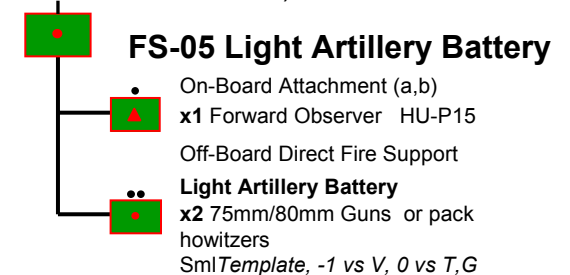 FS-05 Light Artillery Battery
On-Board Attachment (a,b)
x1 Forward Observer HU-P15
Off-Board Direct Fire Support
Light Artillery Battery
x2 75mm/80mm Guns or pack
howitzers
SmlTemplate, -1 vs V, 0 vs T,G